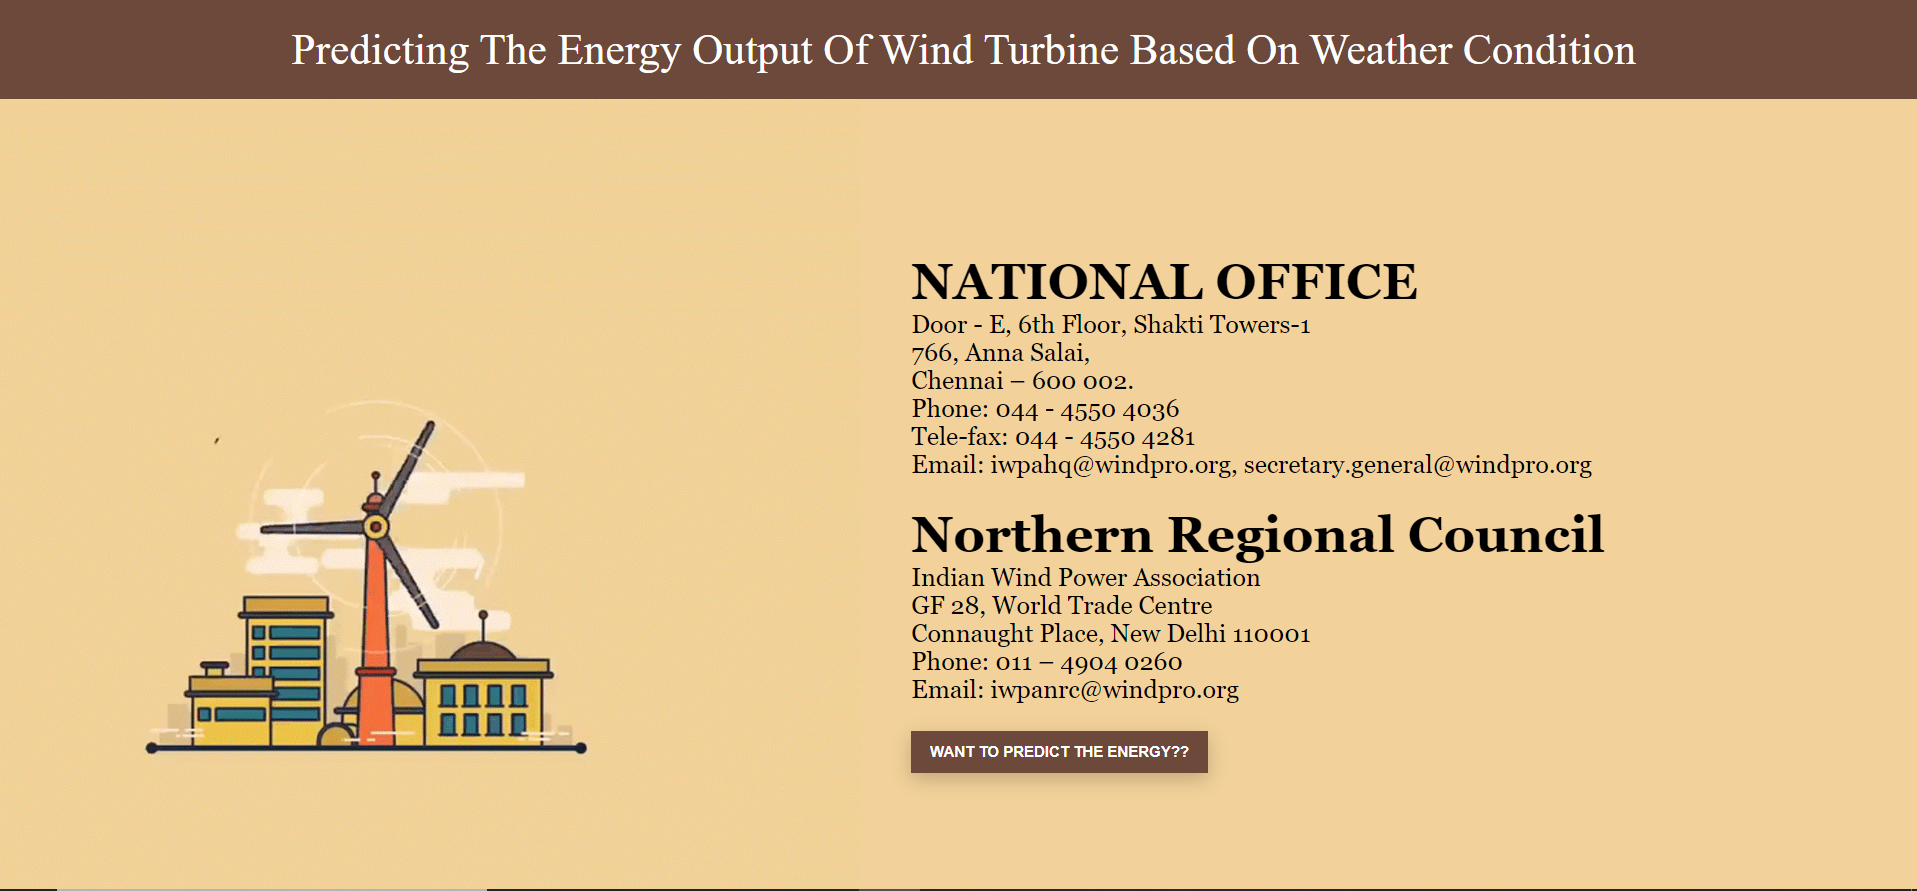 Predicting The Energy Output Of Wind Turbine Based On Weather Condition
NATIONAL OFFICE
Door - E, 6th Floor, Shakti Towers-1
766, Anna Salai,
Chennai – 600 002.
Phone: 044 - 4550 4036
Tele-fax: 044 - 4550 4281
Email: iwpahq@windpro.org, secretary.general@windpro.org
Northern Regional Council
Indian Wind Power Association
GF 28, World Trade Centre
Connaught Place, New Delhi 110001
Phone: 011 – 4904 0260
Email: iwpanrc@windpro.org
WANT TO PREDICT THE ENERGY??